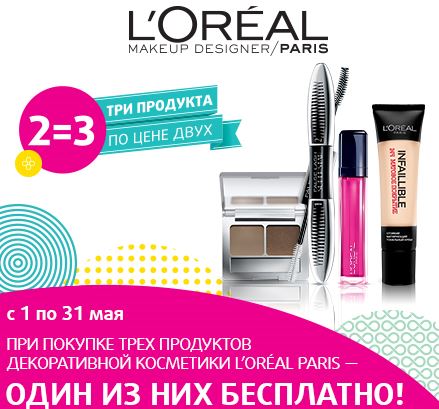 L'ORÉAL
MAKEUP DESIGNER/PARIS
2=3
ТРИ ПРОДУКТА
ПО ЦЕНЕ ДВУХ
L'ORÉAL
INFAILLIBLE
с 1 по 31 мая
ПРИ ПОКУПКЕ ТРЕХ ПРОДУКТОВ
ДЕКОРАТИВНОЙ КОСМЕТИКИ L'ORÉAL PARIS —
ОДИН ИЗ НИХ БЕСПЛАТНО!